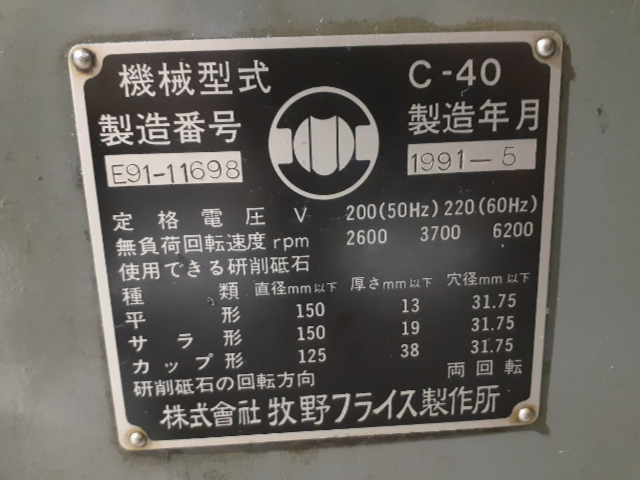 機械型式 C-40
製造番号 製造年月
E91-11698 1991-5
定格電圧 V 200(50Hz) 220(60Hz)
無負荷回転速度 rpm 2600 3700 6200
使用できる研削砥石
種類 直径mm以下 厚さmm以下 穴径mm
平形 150 13 31.75
サラ形 150 19 31.75
カップ形 125 38 31.75
研削砥石の回転方向 両回転
株式會社 牧野フライス製作所